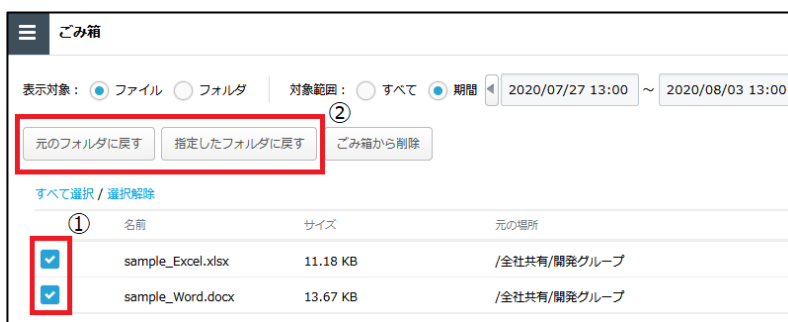 ごみ箱
表示対象： ファイル フォルダ 対象範囲： すべて 期間 2020/07/27 13:00 ～ 2020/08/03 13:00
②
元のフォルダに戻す 指定したフォルダに戻す ごみ箱から削除
すべて選択 / 選択解除
① 名前 サイズ 元の場所
sample_Excel.xlsx 11.18 KB /全社共有/開発グループ
sample_Word.docx 13.67 KB /全社共有/開発グループ